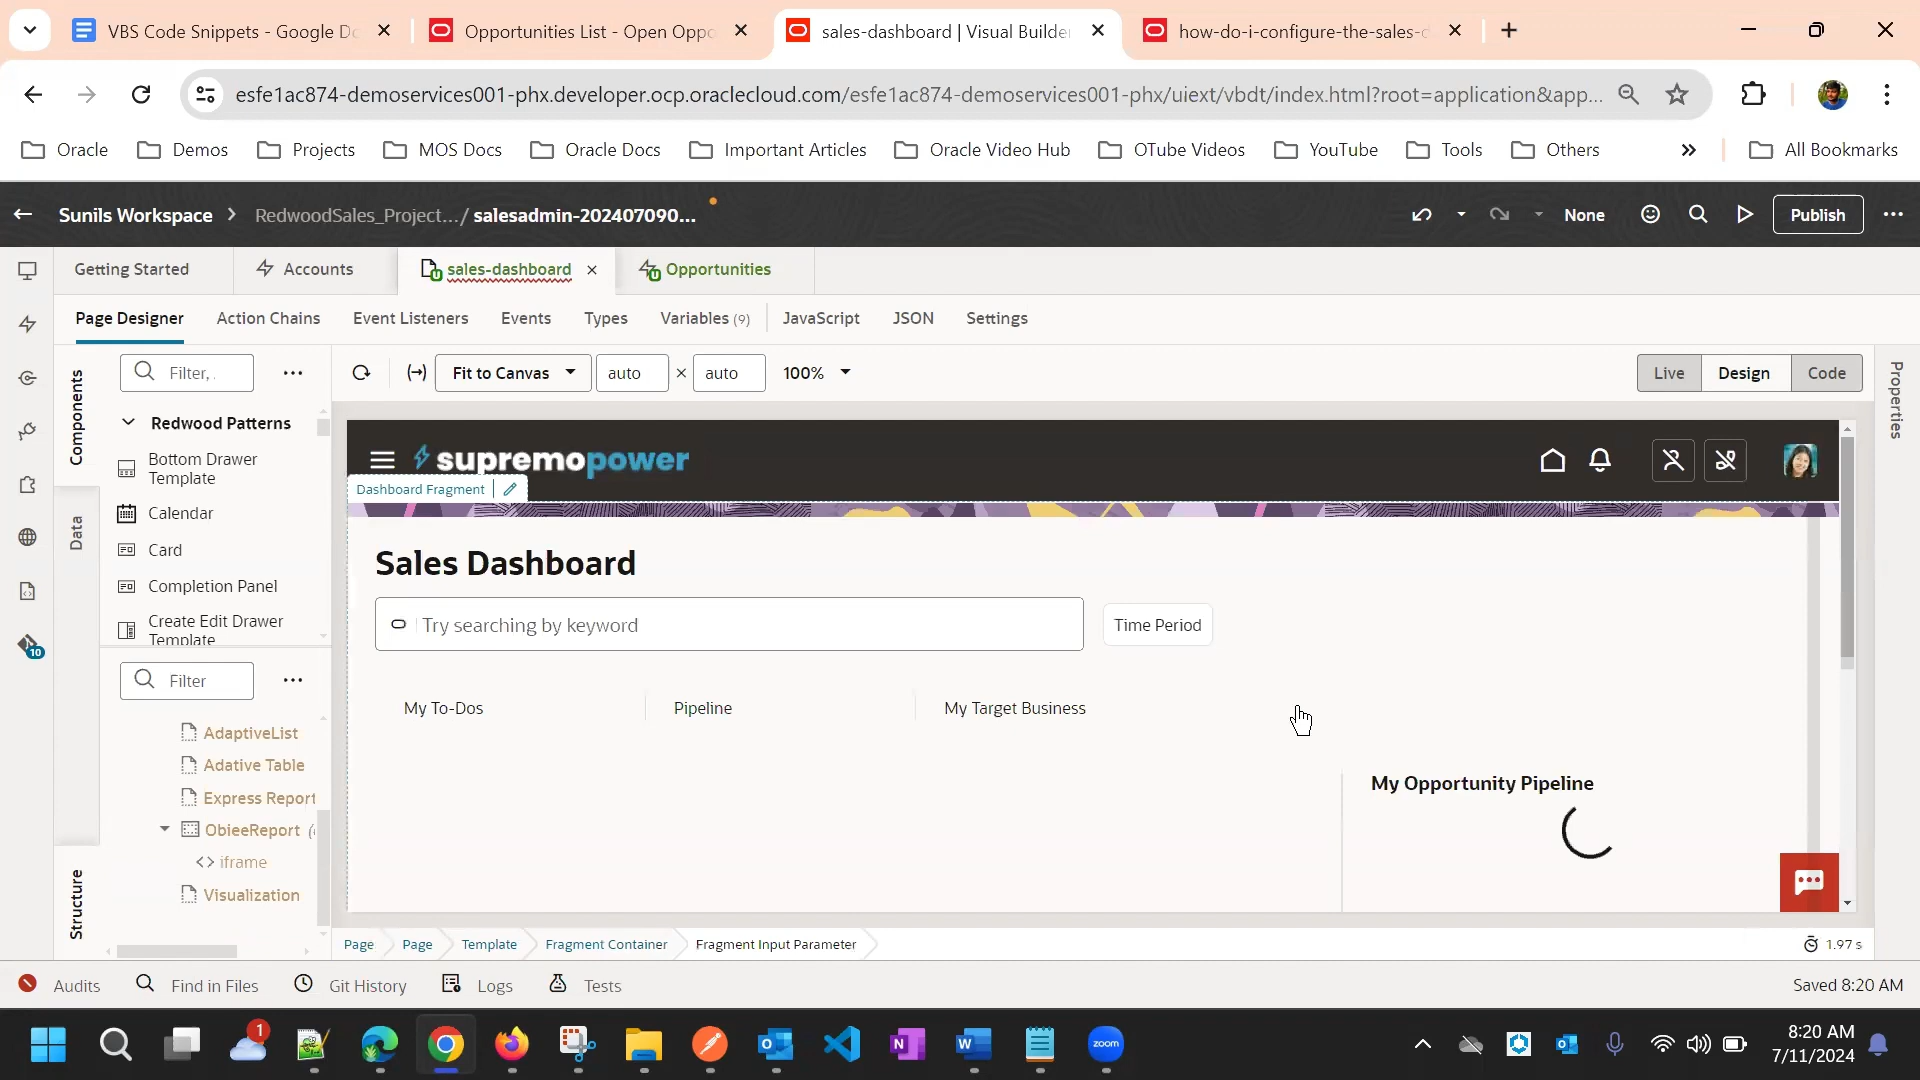 VBS Code Snippets - Google D
Opportunities List - Open Oppo
sales-dashboard | Visual Builde
how-do-i-configure-the-sales-
esfe1ac874-demoservices001-phx.developer.ocp.oraclecloud.com/esfe1ac874-demoservices001-phx/uiext/vbdt/index.html?root=application&app...
Oracle
Demos
Projects
MOS Docs
Oracle Docs
Important Articles
Oracle Video Hub
OTube Videos
YouTube
Tools
Others
»
All Bookmarks
Sunils Workspace > RedwoodSales_Project.../ salesadmin-202407090...
None
Publish
Getting Started
Accounts
sales-dashboard
Opportunities
Page Designer
Action Chains
Event Listeners
Events
Types
Variables (9)
JavaScript
JSON
Settings
Components
Data
Structure
Filter,
Fit to Canvas
auto × auto
100%
Live
Design
Code
Properties
Redwood Patterns
Bottom Drawer
Template
Calendar
Card
Completion Panel
Create Edit Drawer
Template
Filter
AdaptiveList
Adative Table
Express Report
ObieeReport (
<> iframe
Visualization
supremopower
Dashboard Fragment
Sales Dashboard
Try searching by keyword
Time Period
My To-Dos
Pipeline
My Target Business
My Opportunity Pipeline
Page
Page
Template
Fragment Container
Fragment Input Parameter
1.97 s
10
Audits
Find in Files
Git History
Logs
Tests
Saved 8:20 AM
1
zoom
8:20 AM
7/11/2024